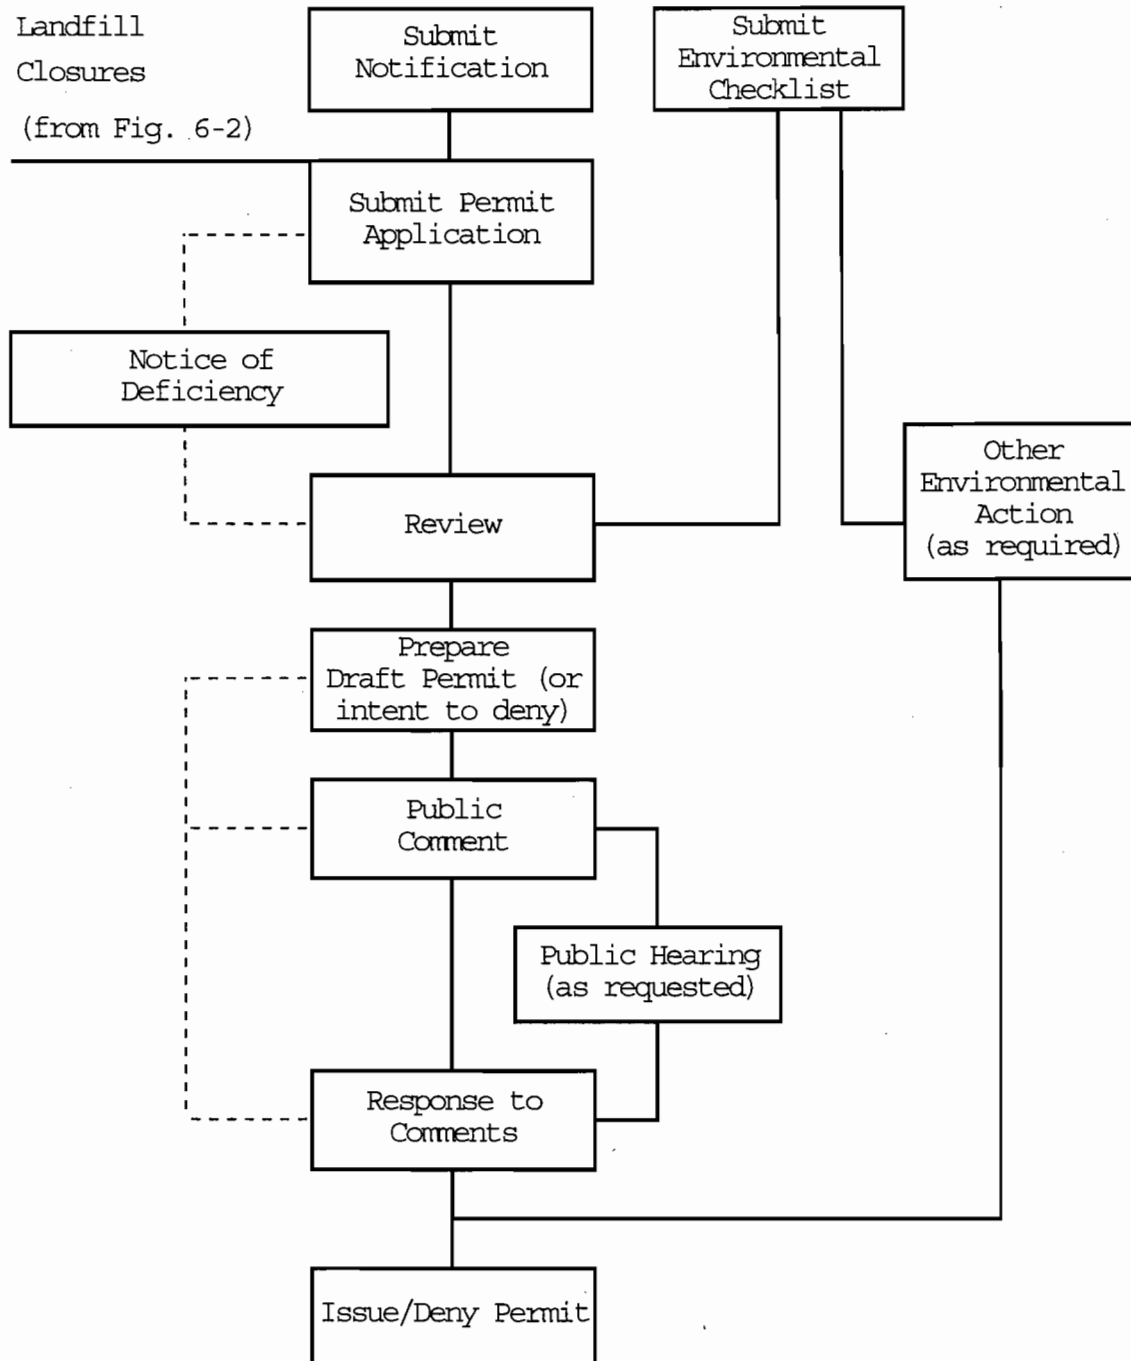 Landfill
Closures
(from Fig. 6-2)
Submit
Notification
Submit
Environmental
Checklist
Submit Permit
Application
Notice of
Deficiency
Other
Environmental
Action
(as required)
Review
Prepare
Draft Permit (or
intent to deny)
Public
Comment
Public Hearing
(as requested)
Response to
Comments
Issue/Deny Permit